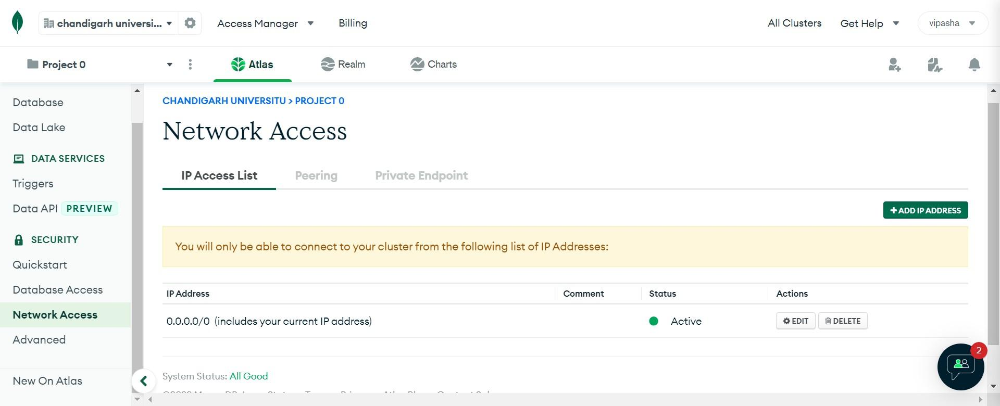 chandigarh universi...
Access Manager
Billing
All Clusters
Get Help
vipasha
Project 0
Atlas
Realm
Charts
Database
Data Lake
DATA SERVICES
Triggers
Data API PREVIEW
SECURITY
Quickstart
Database Access
Network Access
Advanced
New On Atlas
CHANDIGARH UNIVERSITU > PROJECT 0
Network Access
IP Access List
Peering
Private Endpoint
+ ADD IP ADDRESS
You will only be able to connect to your cluster from the following list of IP Addresses:
IP Address
Comment
Status
Actions
0.0.0.0/0 (includes your current IP address)
Active
EDIT
DELETE
2
System Status: All Good